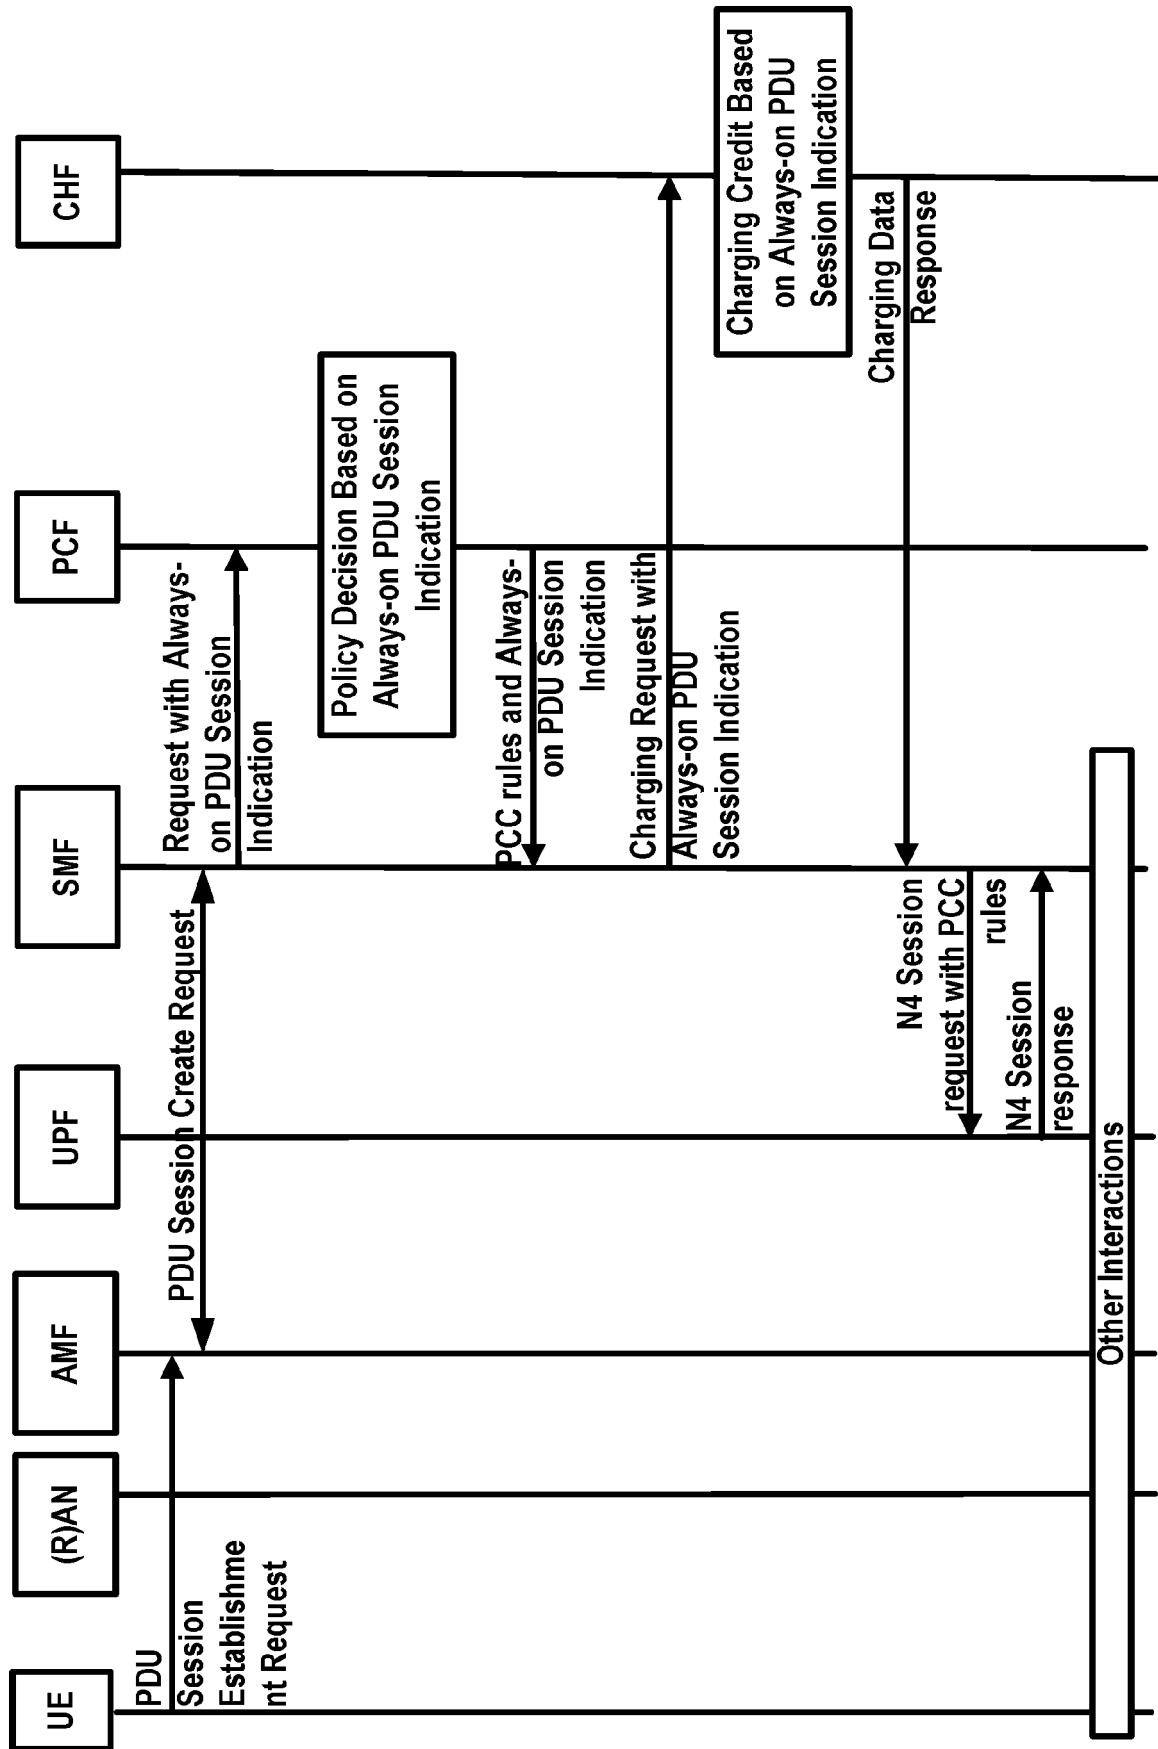 UE
(R)AN
AMF
UPF
SMF
PCF
CHF
PDU
Session
Establishme
nt Request
PDU Session Create Request
Request with Always-
on PDU Session
Indication
Policy Decision Based on
Always-on PDU Session
Indication
PCC rules and Always-
on PDU Session
Indication
Charging Request with
Always-on PDU
Session Indication
Charging Credit Based
on Always-on PDU
Session Indication
Charging Data
Response
N4 Session
request with PCC
rules
N4 Session
response
Other Interactions